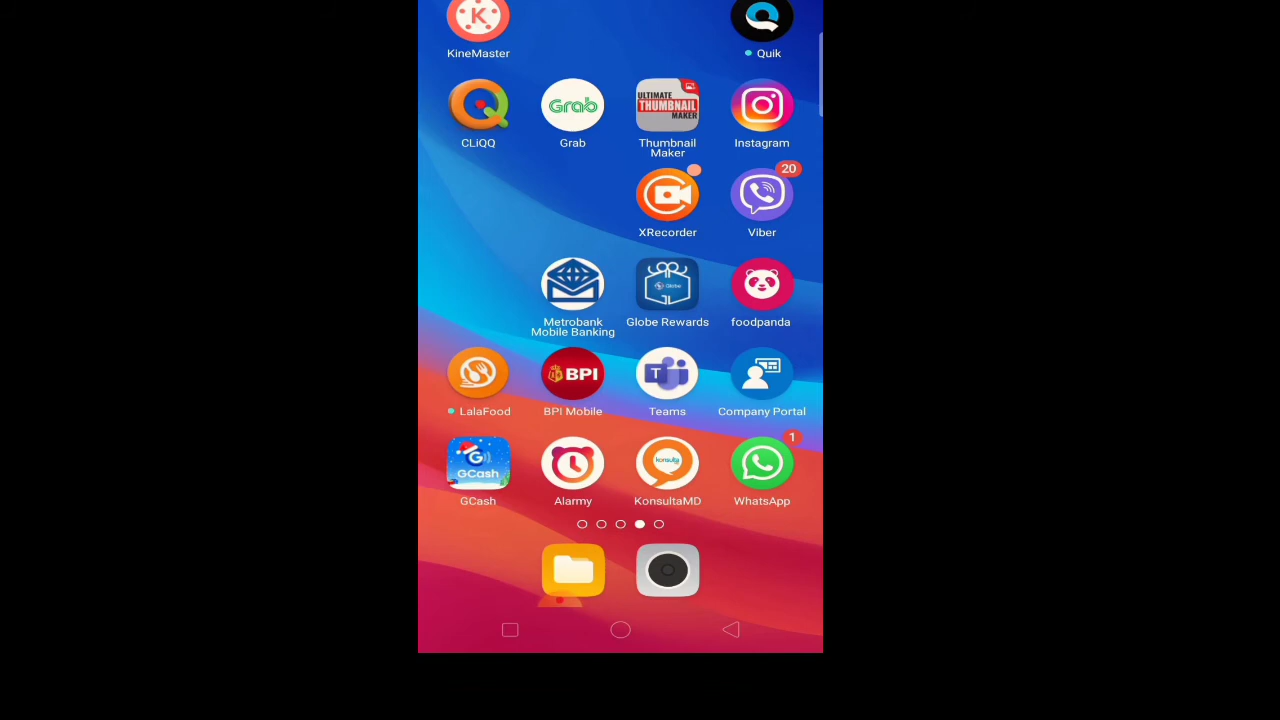 K
KineMaster
Quik
CLiQQ
Grab
Grab
ULTIMATE
THUMBNAIL
MAKER
Thumbnail
Maker
Instagram
XRecorder
20
Viber
Metrobank
Mobile Banking
Globe
Globe Rewards
foodpanda
LalaFood
BPI
BPI Mobile
T
Teams
Company Portal
G
GCash
GCash
Alarmy
konsulta
KonsultaMD
1
WhatsApp